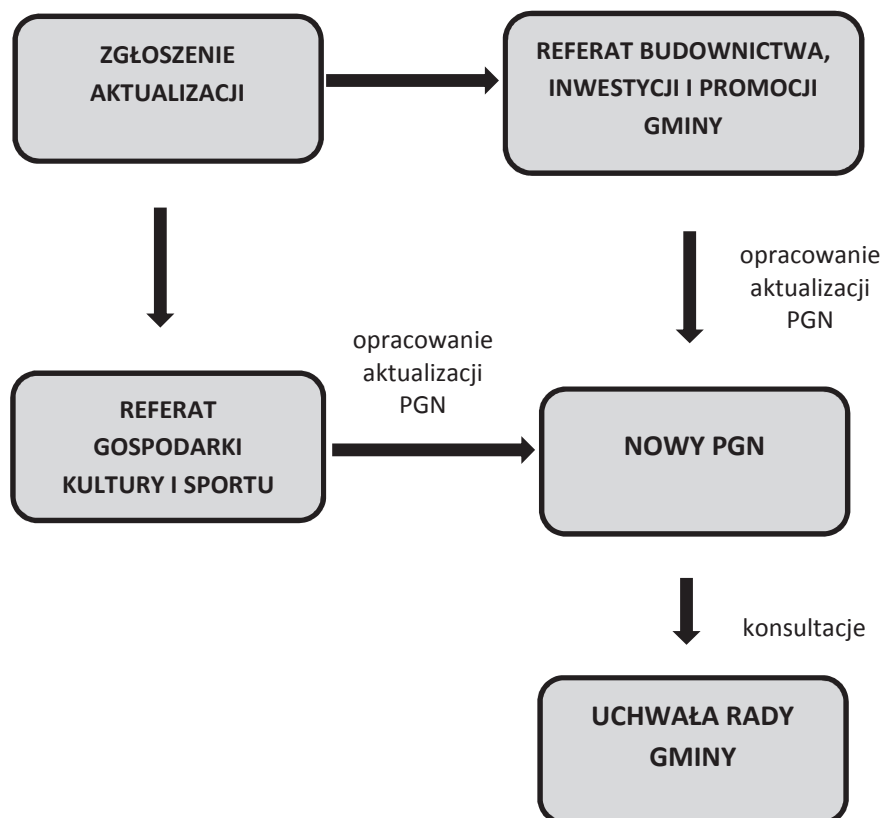 ZGŁOSZENIE
AKTUALIZACJI
REFERAT BUDOWNICTWA,
INWESTYCJI I PROMOCJI
GMINY
opracowanie
aktualizacji
PGN
opracowanie
aktualizacji
PGN
REFERAT
GOSPODARKI
KULTURY I SPORTU
NOWY PGN
konsultacje
UCHWAŁA RADY
GMINY